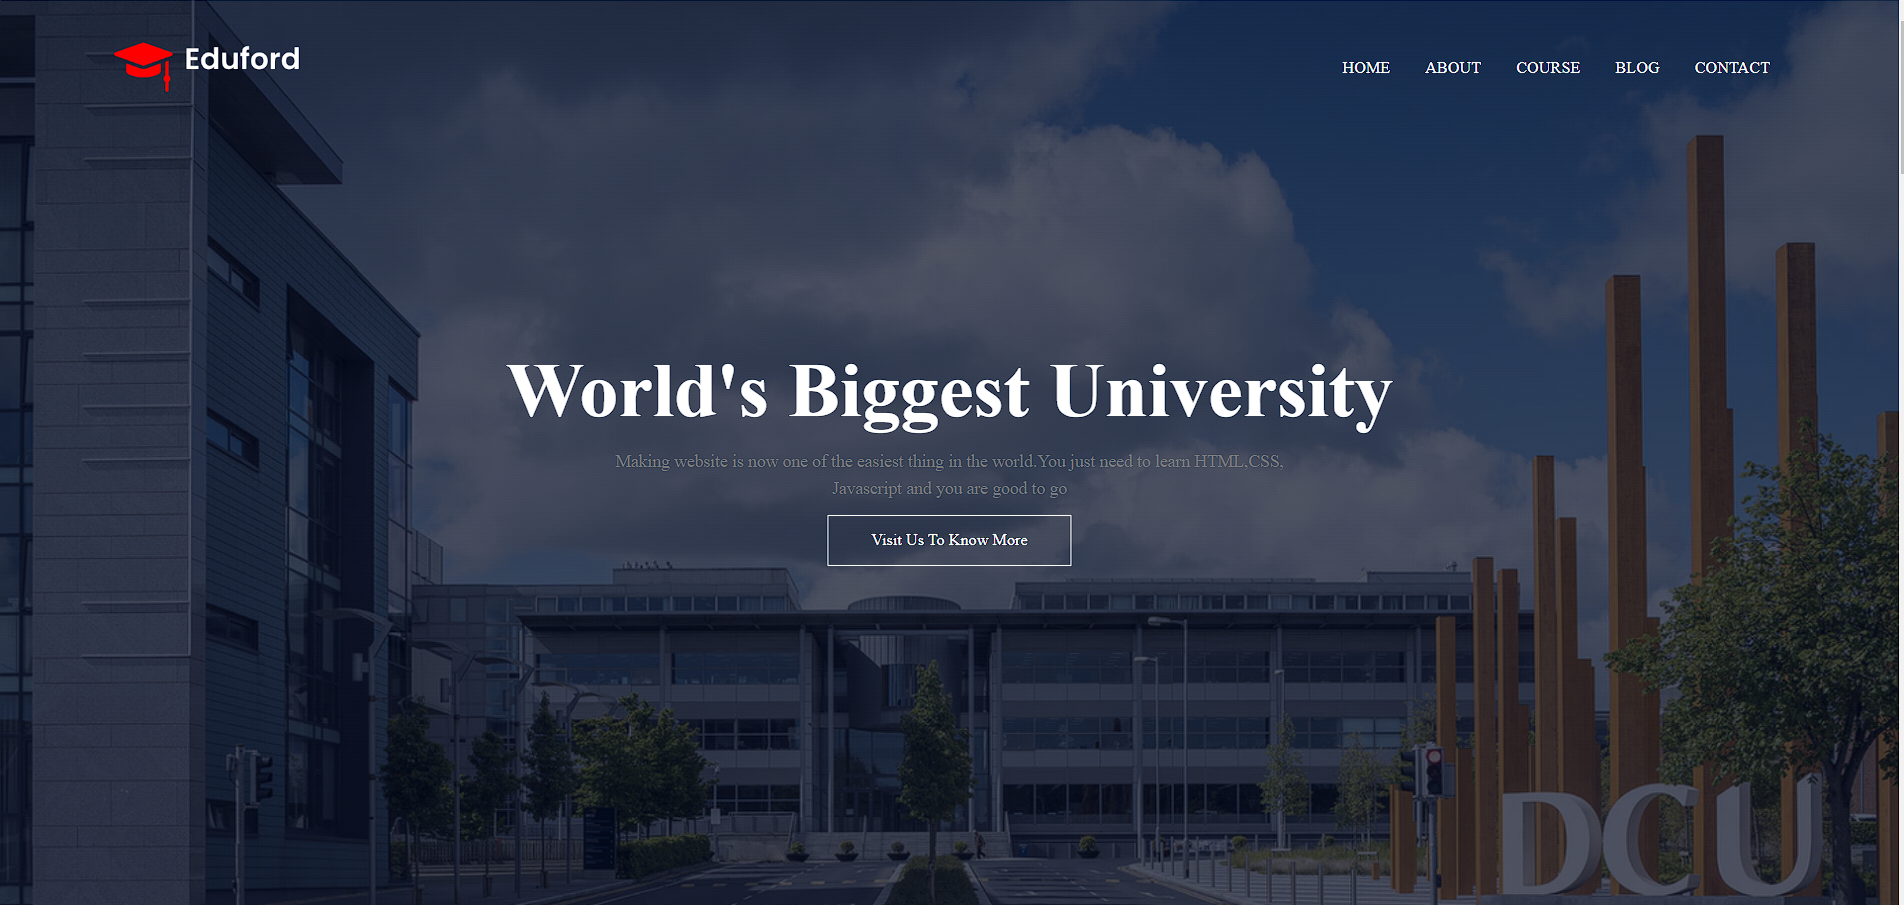 Eduford
HOME ABOUT COURSE BLOG CONTACT
World's Biggest University
Making website is now one of the easiest thing in the world.You just need to learn HTML,CSS,
Javascript and you are good to go
Visit Us To Know More
DCU